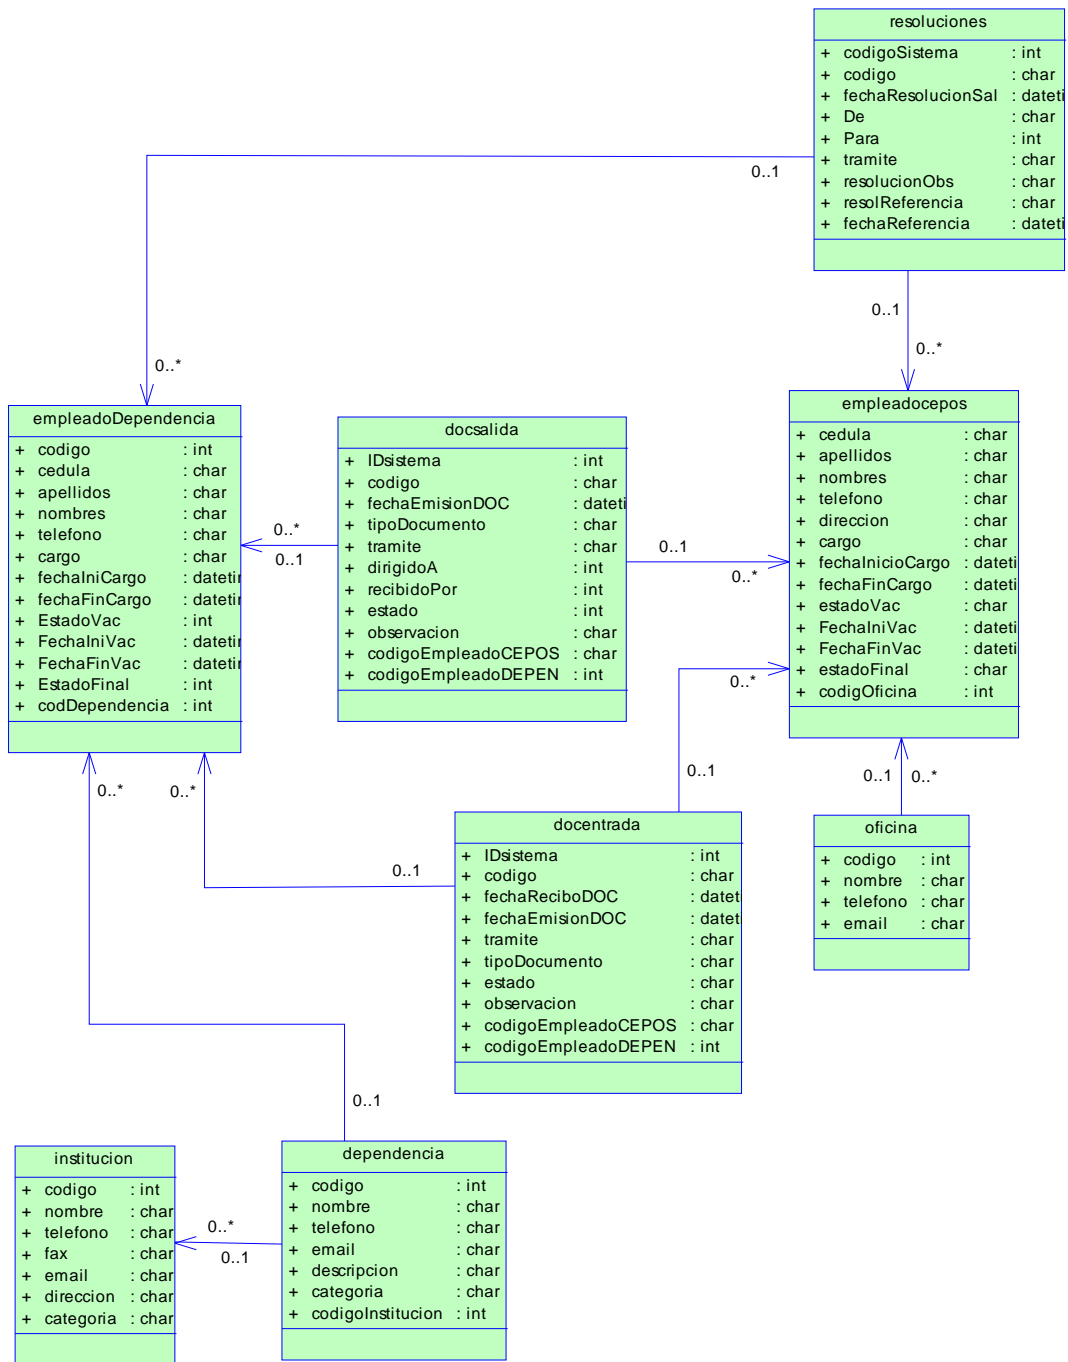 resoluciones
+ codigoSistema : int
+ codigo : char
+ fechaResolucionSal : dateti
+ De : char
+ Para : int
+ tramite : char
+ resolucionObs : char
+ resolReferencia : char
+ fechaReferencia : dateti
0..1
0..*
0..1
0..*
empleadoDependencia
+ codigo : int
+ cedula : char
+ apellidos : char
+ nombres : char
+ telefono : char
+ cargo : char
+ fechaIniCargo : datetir
+ fechaFinCargo : datetir
+ EstadoVac : int
+ FechaIniVac : datetir
+ FechaFinVac : datetir
+ EstadoFinal : int
+ codDependencia : int
0..*
0..1
docsalida
+ IDsistema : int
+ codigo : char
+ fechaEmisionDOC : dateti
+ tipoDocumento : char
+ tramite : char
+ dirigidoA : int
+ recibidoPor : int
+ estado : int
+ observacion : char
+ codigoEmpleadoCEPOS : char
+ codigoEmpleadoDEPEN : int
0..1
0..*
empleadocepos
+ cedula : char
+ apellidos : char
+ nombres : char
+ telefono : char
+ direccion : char
+ cargo : char
+ fechaInicioCargo : dateti
+ fechaFinCargo : dateti
+ estadoVac : char
+ FechaIniVac : dateti
+ FechaFinVac : dateti
+ estadoFinal : char
+ codigOficina : int
0..*
0..1
0..1
0..*
0..*
0..*
0..1
docentrada
+ IDsistema : int
+ codigo : char
+ fechaReciboDOC : datet
+ fechaEmisionDOC : datet
+ tramite : char
+ tipoDocumento : char
+ estado : char
+ observacion : char
+ codigoEmpleadoCEPOS : char
+ codigoEmpleadoDEPEN : int
oficina
+ codigo : int
+ nombre : char
+ telefono : char
+ email : char
0..1
institucion
+ codigo : int
+ nombre : char
+ telefono : char
+ fax : char
+ email : char
+ direccion : char
+ categoria : char
0..*
0..1
dependencia
+ codigo : int
+ nombre : char
+ telefono : char
+ email : char
+ descripcion : char
+ categoria : char
+ codigoInstitucion : int